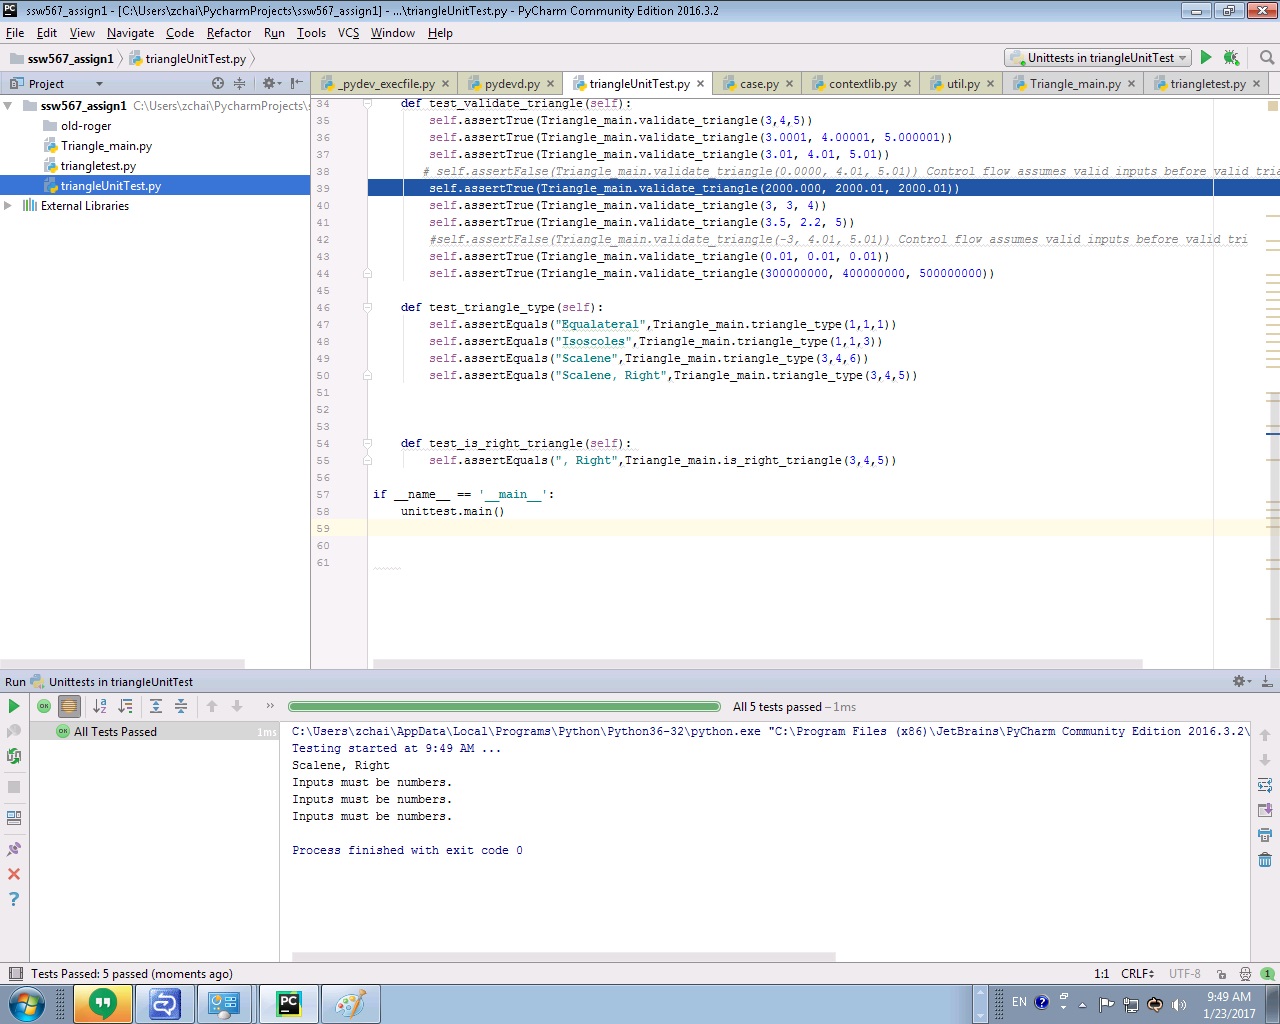 ssw567_assign1 - [C:\Users\zchai\PycharmProjects\ssw567_assign1] - ...\triangleUnitTest.py - PyCharm Community Edition 2016.3.2
File Edit View Navigate Code Refactor Run Tools VCS Window Help
ssw567_assign1 triangleUnitTest.py Unittests in triangleUnitTest
Project _pydev_execfile.py pydevd.py triangleUnitTest.py case.py contextlib.py util.py Triangle_main.py triangletest.py
ssw567_assign1 C:\Users\zchai\PycharmProjects\
old-roger
Triangle_main.py
triangletest.py
triangleUnitTest.py
External Libraries
34 def test_validate_triangle(self):
35 self.assertTrue(Triangle_main.validate_triangle(3,4,5))
36 self.assertTrue(Triangle_main.validate_triangle(3.0001, 4.00001, 5.000001))
37 self.assertTrue(Triangle_main.validate_triangle(3.01, 4.01, 5.01))
38 # self.assertFalse(Triangle_main.validate_triangle(0.0000, 4.01, 5.01)) Control flow assumes valid inputs before valid tria
39 self.assertTrue(Triangle_main.validate_triangle(2000.000, 2000.01, 2000.01))
40 self.assertTrue(Triangle_main.validate_triangle(3, 3, 4))
41 self.assertTrue(Triangle_main.validate_triangle(3.5, 2.2, 5))
42 #self.assertFalse(Triangle_main.validate_triangle(-3, 4.01, 5.01)) Control flow assumes valid inputs before valid tri
43 self.assertTrue(Triangle_main.validate_triangle(0.01, 0.01, 0.01))
44 self.assertTrue(Triangle_main.validate_triangle(300000000, 400000000, 500000000))
45
46 def test_triangle_type(self):
47 self.assertEquals("Equalateral",Triangle_main.triangle_type(1,1,1))
48 self.assertEquals("Isoscoles",Triangle_main.triangle_type(1,1,3))
49 self.assertEquals("Scalene",Triangle_main.triangle_type(3,4,6))
50 self.assertEquals("Scalene, Right",Triangle_main.triangle_type(3,4,5))
51
52
53
54 def test_is_right_triangle(self):
55 self.assertEquals(", Right",Triangle_main.is_right_triangle(3,4,5))
56
57 if __name__ == '__main__':
58 unittest.main()
59
60
61
Run Unittests in triangleUnitTest
All 5 tests passed – 1ms
All Tests Passed 1ms
C:\Users\zchai\AppData\Local\Programs\Python\Python36-32\python.exe "C:\Program Files (x86)\JetBrains\PyCharm Community Edition 2016.3.2\
Testing started at 9:49 AM ...
Scalene, Right
Inputs must be numbers.
Inputs must be numbers.
Inputs must be numbers.
Process finished with exit code 0
Tests Passed: 5 passed (moments ago) 1:1 CRLF UTF-8 1
EN 9:49 AM
1/23/2017